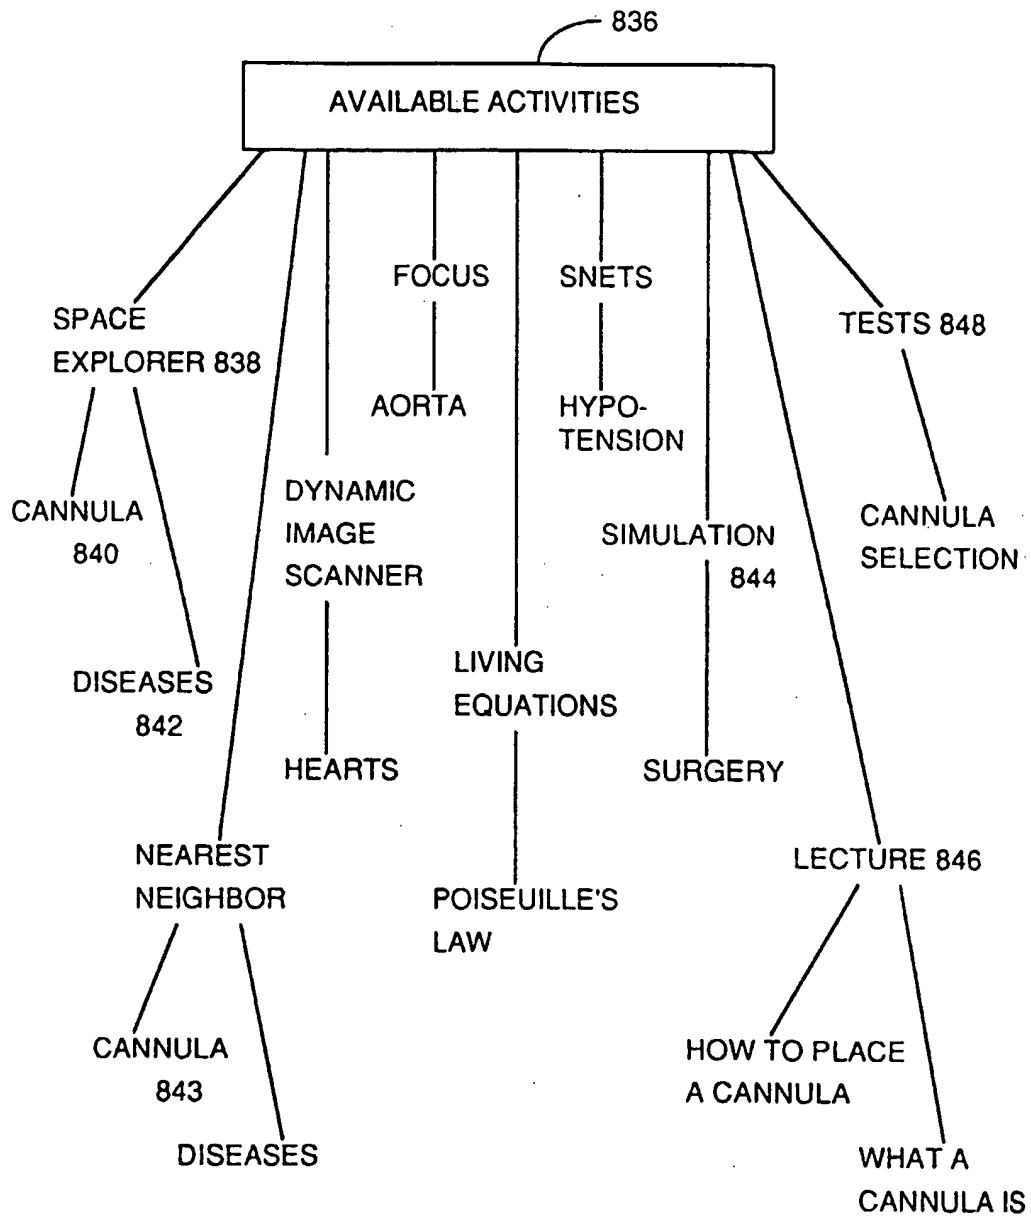 836
AVAILABLE ACTIVITIES
FOCUS
SNETS
SPACE
EXPLORER 838
TESTS 848
AORTA
HYPO-
TENSION
CANNULA
840
DYNAMIC
IMAGE
SCANNER
SIMULATION
844
CANNULA
SELECTION
DISEASES
842
LIVING
EQUATIONS
HEARTS
SURGERY
NEAREST
NEIGHBOR
LECTURE 846
POISEUILLE'S
LAW
CANNULA
843
HOW TO PLACE
A CANNULA
DISEASES
WHAT A
CANNULA IS